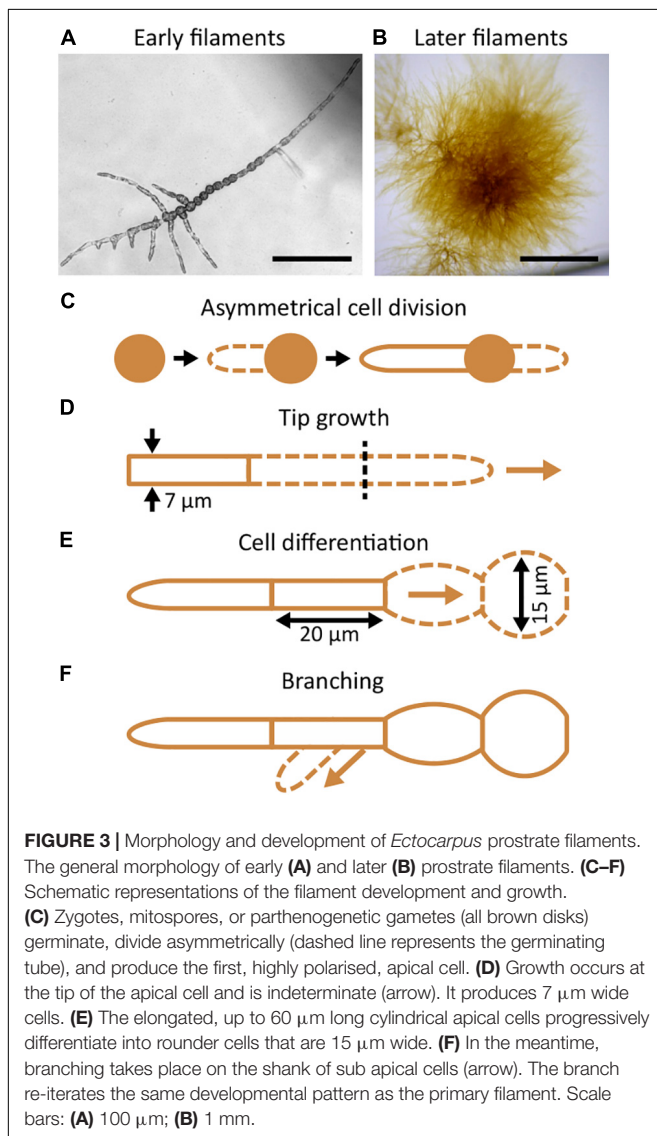 A Early filaments B Later filaments
C Asymmetrical cell division
D Tip growth
7 µm
E Cell differentiation
20 µm
15 µm
F Branching
FIGURE 3 | Morphology and development of Ectocarpus prostrate filaments.
The general morphology of early (A) and later (B) prostrate filaments. (C–F)
Schematic representations of the filament development and growth.
(C) Zygotes, mitospores, or parthenogenetic gametes (all brown disks)
germinate, divide asymmetrically (dashed line represents the germinating
tube), and produce the first, highly polarised, apical cell. (D) Growth occurs at
the tip of the apical cell and is indeterminate (arrow). It produces 7 µm wide
cells. (E) The elongated, up to 60 µm long cylindrical apical cells progressively
differentiate into rounder cells that are 15 µm wide. (F) In the meantime,
branching takes place on the shank of sub apical cells (arrow). The branch
re-iterates the same developmental pattern as the primary filament. Scale
bars: (A) 100 µm; (B) 1 mm.